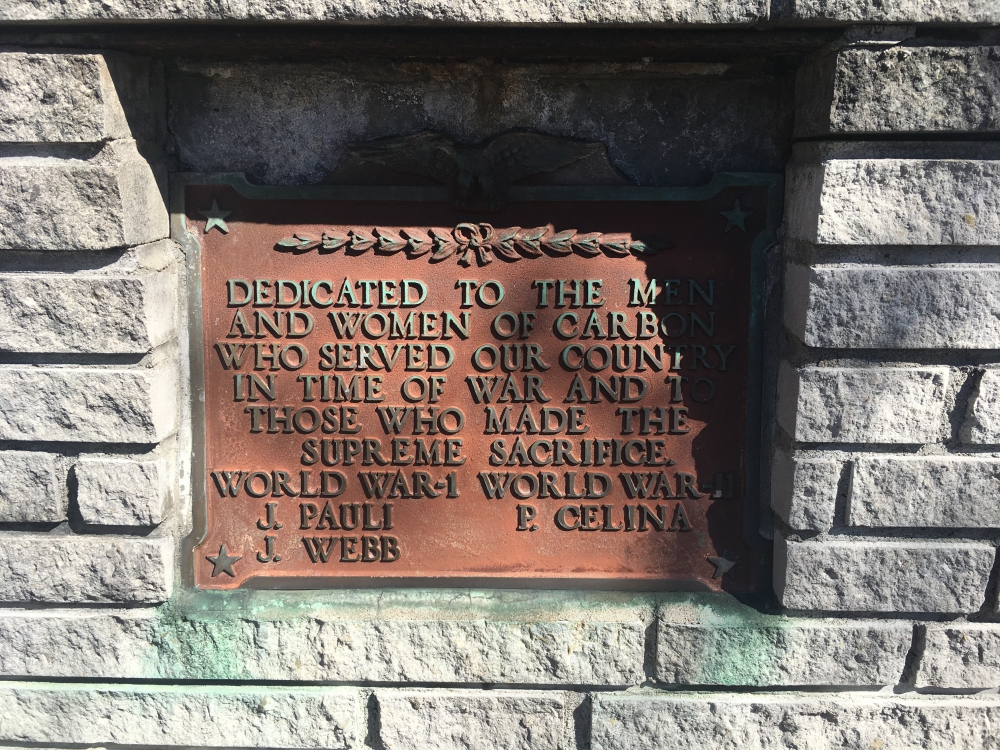 DEDICATED TO THE MEN
AND WOMEN OF CARBON
WHO SERVED OUR COUNTRY
IN TIME OF WAR AND TO
THOSE WHO MADE THE
SUPREME SACRIFICE.
WORLD WAR-I WORLD WAR-II
J. PAULI P. CELINA
J. WEBB